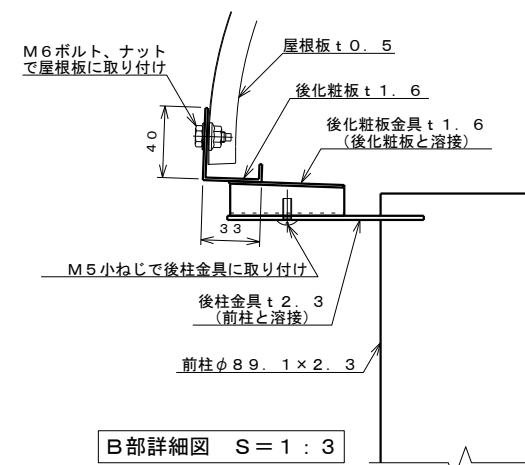 M6ボルト、ナット
で屋根板に取り付け
屋根板t0.5
後化粧板t1.6
後化粧板金具t1.6
(後化粧板と溶接)
40
33
M5小ねじで後柱金具に取り付け
後柱金具t2.3
(前柱と溶接)
前柱φ89.1×2.3
B部詳細図 S=1:3